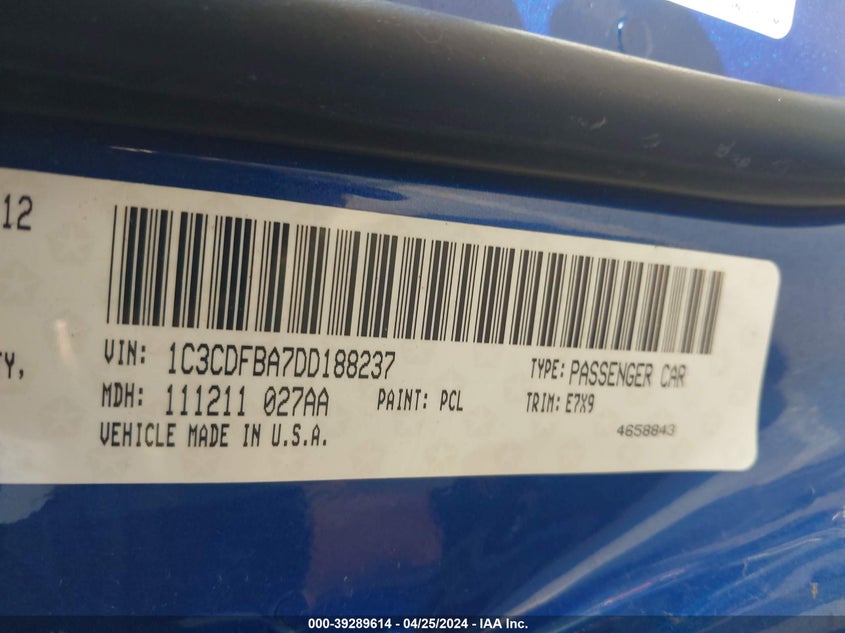 12
VIN: 1C3CDFBA7DD188237 TYPE: PASSENGER CAR
TY,
MDH: 111211 027AA PAINT: PCL TRIM: E7X9
VEHICLE MADE IN U.S.A. 4658843
000-39289614 - 04/25/2024 - IAA Inc.